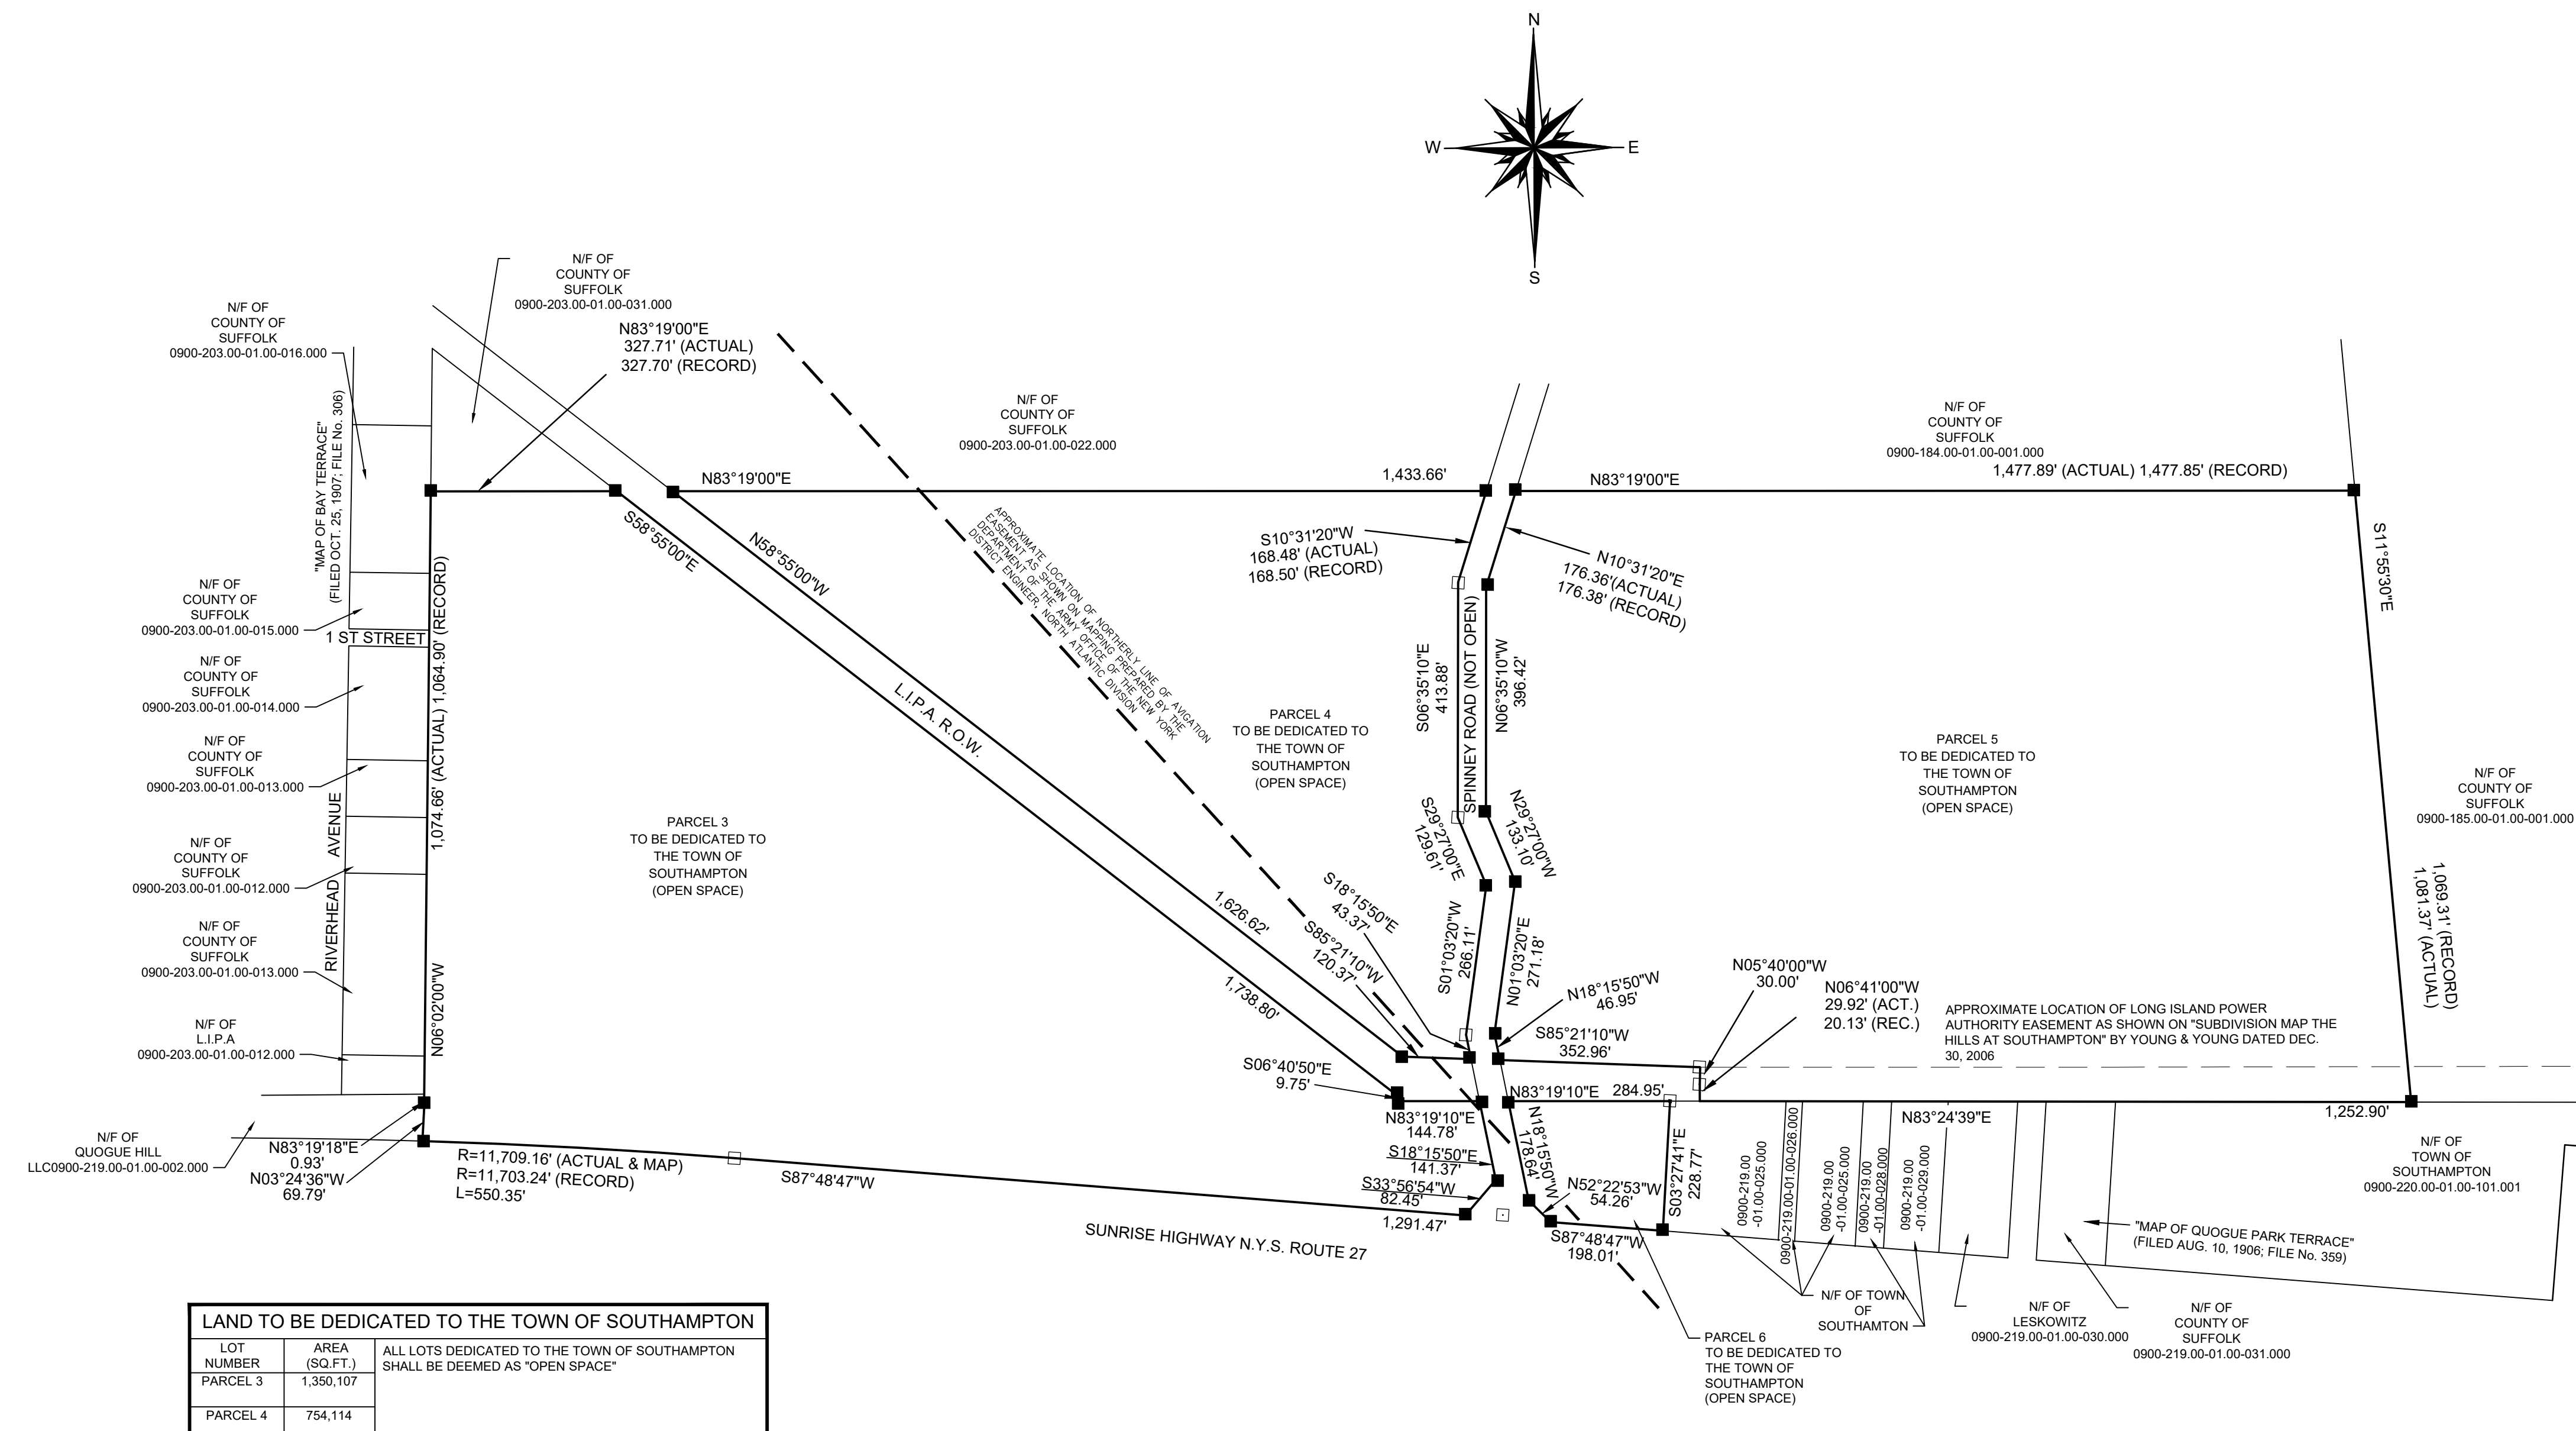 N
W
E
S
N/F OF
COUNTY OF
SUFFOLK
0900-203.00-01.00-031.000
N/F OF
COUNTY OF
SUFFOLK
0900-203.00-01.00-016.000
N83°19'00"E
327.71' (ACTUAL)
327.70' (RECORD)
N/F OF
COUNTY OF
SUFFOLK
0900-203.00-01.00-022.000
N/F OF
COUNTY OF
SUFFOLK
0900-184.00-01.00-001.000
1,477.89' (ACTUAL) 1,477.85' (RECORD)
N83°19'00"E
1,433.66'
N83°19'00"E
"MAP OF BAY TERRACE"
(FILED OCT. 25, 1907; FILE No. 306)
S58°55'00"E
N58°55'00"W
APPROXIMATE LOCATION OF NORTHERLY LINE OF AVIGATION
EASEMENT AS SHOWN ON MAPPING PREPARED BY THE
DEPARTMENT OF THE ARMY OFFICE OF THE NEW YORK
DISTRICT ENGINEER, NORTH ATLANTIC DIVISION
S10°31'20"W
168.48' (ACTUAL)
168.50' (RECORD)
N10°31'20"E
176.36'(ACTUAL)
176.38' (RECORD)
S11°55'30"E
N/F OF
COUNTY OF
SUFFOLK
0900-203.00-01.00-015.000
1 ST STREET
N/F OF
COUNTY OF
SUFFOLK
0900-203.00-01.00-014.000
1,074.66' (ACTUAL) 1,064.90' (RECORD)
N06°02'00"W
L.I.P.A. R.O.W.
S06°35'10"E
413.88'
SPINNEY ROAD (NOT OPEN)
N06°35'10"W
396.42'
PARCEL 4
TO BE DEDICATED TO
THE TOWN OF
SOUTHAMPTON
(OPEN SPACE)
PARCEL 5
TO BE DEDICATED TO
THE TOWN OF
SOUTHAMPTON
(OPEN SPACE)
N/F OF
COUNTY OF
SUFFOLK
0900-203.00-01.00-013.000
N/F OF
COUNTY OF
SUFFOLK
0900-185.00-01.00-001.000
PARCEL 3
TO BE DEDICATED TO
THE TOWN OF
SOUTHAMPTON
(OPEN SPACE)
RIVERHEAD AVENUE
N/F OF
COUNTY OF
SUFFOLK
0900-203.00-01.00-012.000
S29°27'00"E
129.61'
N29°27'00"W
133.10'
1,069.31' (RECORD)
1,081.37' (ACTUAL)
1,626.62'
1,738.80'
S18°15'50"E
43.37'
S85°21'10"W
120.37'
S01°03'20"W
266.11'
N01°03'20"E
271.18'
N/F OF
COUNTY OF
SUFFOLK
0900-203.00-01.00-013.000
N18°15'50"W
46.95'
N05°40'00"W
30.00'
N06°41'00"W
29.92' (ACT.)
20.13' (REC.)
APPROXIMATE LOCATION OF LONG ISLAND POWER
AUTHORITY EASEMENT AS SHOWN ON "SUBDIVISION MAP THE
HILLS AT SOUTHAMPTON" BY YOUNG & YOUNG DATED DEC.
30, 2006
N/F OF
L.I.P.A
0900-203.00-01.00-012.000
S85°21'10"W
352.96'
S06°40'50"E
9.75'
N83°19'10"E 284.95'
N83°19'10"E
144.78'
N83°24'39"E
1,252.90'
N/F OF
QUOGUE HILL
LLC0900-219.00-01.00-002.000
N83°19'18"E
0.93'
N03°24'36"W
69.79'
R=11,709.16' (ACTUAL & MAP)
R=11,703.24' (RECORD)
L=550.35'
S87°48'47"W
1,291.47'
S18°15'50"E
141.37'
S33°56'54"W
82.45'
N18°15'50"W
178.64'
N52°22'53"W
54.26'
S87°48'47"W
198.01'
S03°27'41"E
228.77'
0900-219.00
-01.00-025.000
0900-219.00-01.00-026.000
0900-219.00
-01.00-025.000
0900-219.00
-01.00-028.000
0900-219.00
-01.00-029.000
N/F OF
TOWN OF
SOUTHAMPTON
0900-220.00-01.00-101.001
"MAP OF QUOGUE PARK TERRACE"
(FILED AUG. 10, 1906; FILE No. 359)
SUNRISE HIGHWAY N.Y.S. ROUTE 27
N/F OF TOWN
OF
SOUTHAMTON
N/F OF
LESKOWITZ
0900-219.00-01.00-030.000
N/F OF
COUNTY OF
SUFFOLK
0900-219.00-01.00-031.000
PARCEL 6
TO BE DEDICATED TO
THE TOWN OF
SOUTHAMPTON
(OPEN SPACE)
LAND TO BE DEDICATED TO THE TOWN OF SOUTHAMPTON
LOT
NUMBER
AREA
(SQ.FT.)
ALL LOTS DEDICATED TO THE TOWN OF SOUTHAMPTON
SHALL BE DEEMED AS "OPEN SPACE"
PARCEL 3 1,350,107
PARCEL 4 754,114